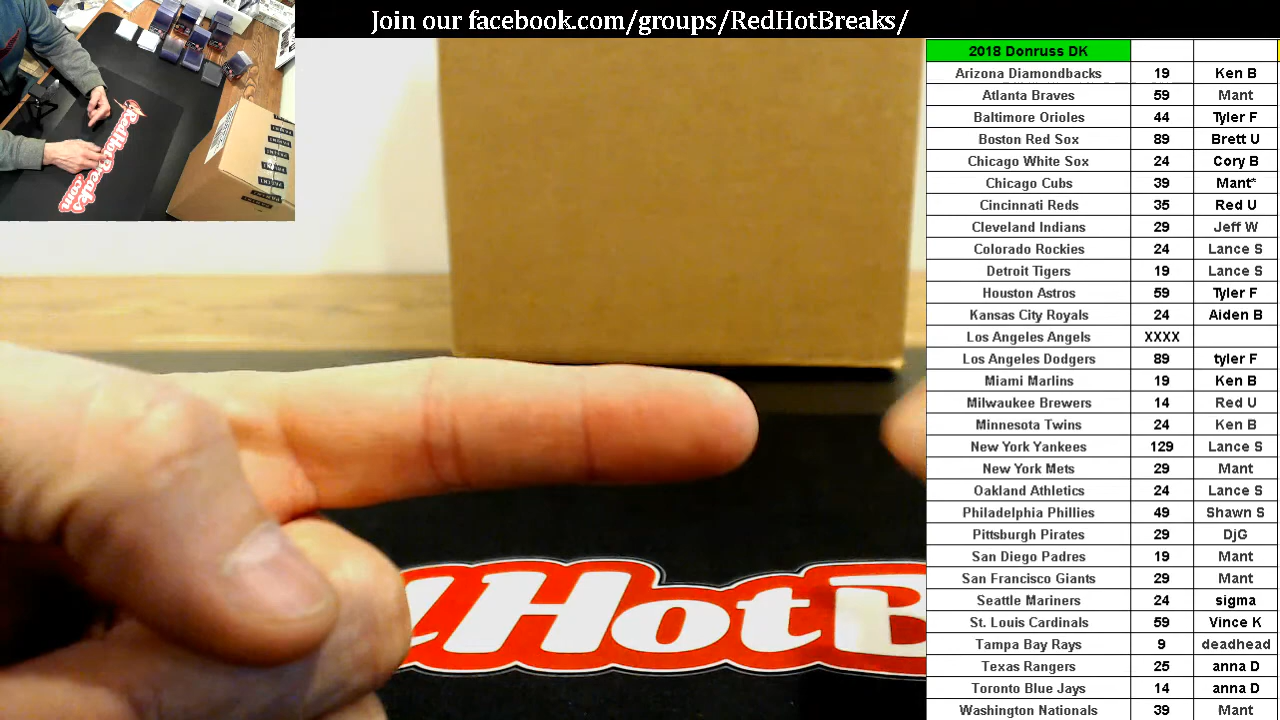 Join our facebook.com/groups/RedHotBreaks/
2018 Donruss DK
Arizona Diamondbacks 19 Ken B
Atlanta Braves 59 Mant
Baltimore Orioles 44 Tyler F
Boston Red Sox 89 Brett U
Chicago White Sox 24 Cory B
Chicago Cubs 39 Mant*
Cincinnati Reds 35 Red U
Cleveland Indians 29 Jeff W
Colorado Rockies 24 Lance S
Detroit Tigers 19 Lance S
Houston Astros 59 Tyler F
Kansas City Royals 24 Aiden B
Los Angeles Angels XXXX
Los Angeles Dodgers 89 tyler F
Miami Marlins 19 Ken B
Milwaukee Brewers 14 Red U
Minnesota Twins 24 Ken B
New York Yankees 129 Lance S
New York Mets 29 Mant
Oakland Athletics 24 Lance S
Philadelphia Phillies 49 Shawn S
Pittsburgh Pirates 29 DjG
San Diego Padres 19 Mant
San Francisco Giants 29 Mant
Seattle Mariners 24 sigma
St. Louis Cardinals 59 Vince K
Tampa Bay Rays 9 deadhead
Texas Rangers 25 anna D
Toronto Blue Jays 14 anna D
Washington Nationals 39 Mant
RedHotBreaks
.com
lHotB